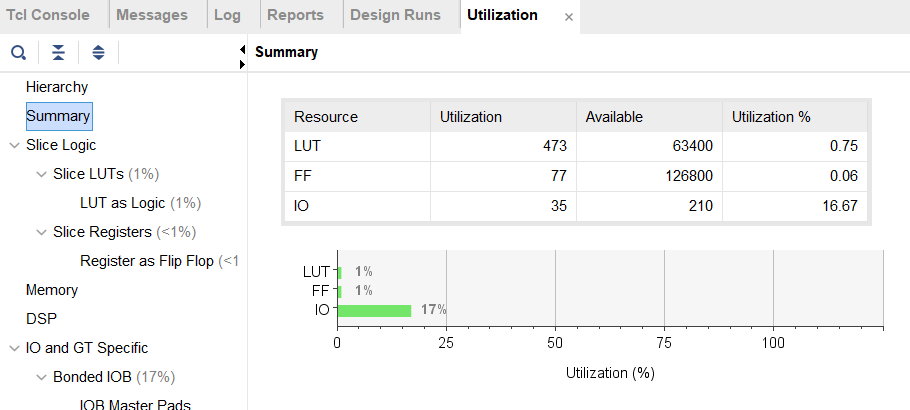 Tcl Console Messages Log Reports Design Runs Utilization ×
Summary
Hierarchy
Summary
Slice Logic
Slice LUTs (1%)
LUT as Logic (1%)
Slice Registers (<1%)
Register as Flip Flop (<1
Memory
DSP
IO and GT Specific
Bonded IOB (17%)
IOB Master Pads
Resource Utilization Available Utilization %
LUT 473 63400 0.75
FF 77 126800 0.06
IO 35 210 16.67
LUT 1%
FF 1%
IO 17%
0 25 50 75 100
Utilization (%)